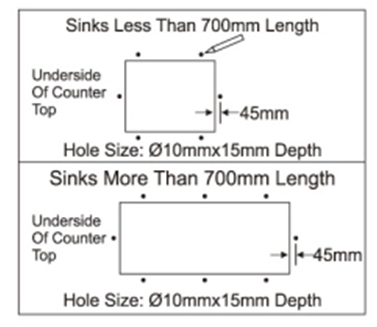 Sinks Less Than 700mm Length
Underside
Of Counter
Top
45mm
Hole Size: Ø10mmx15mm Depth
Sinks More Than 700mm Length
Underside
Of Counter
Top
45mm
Hole Size: Ø10mmx15mm Depth